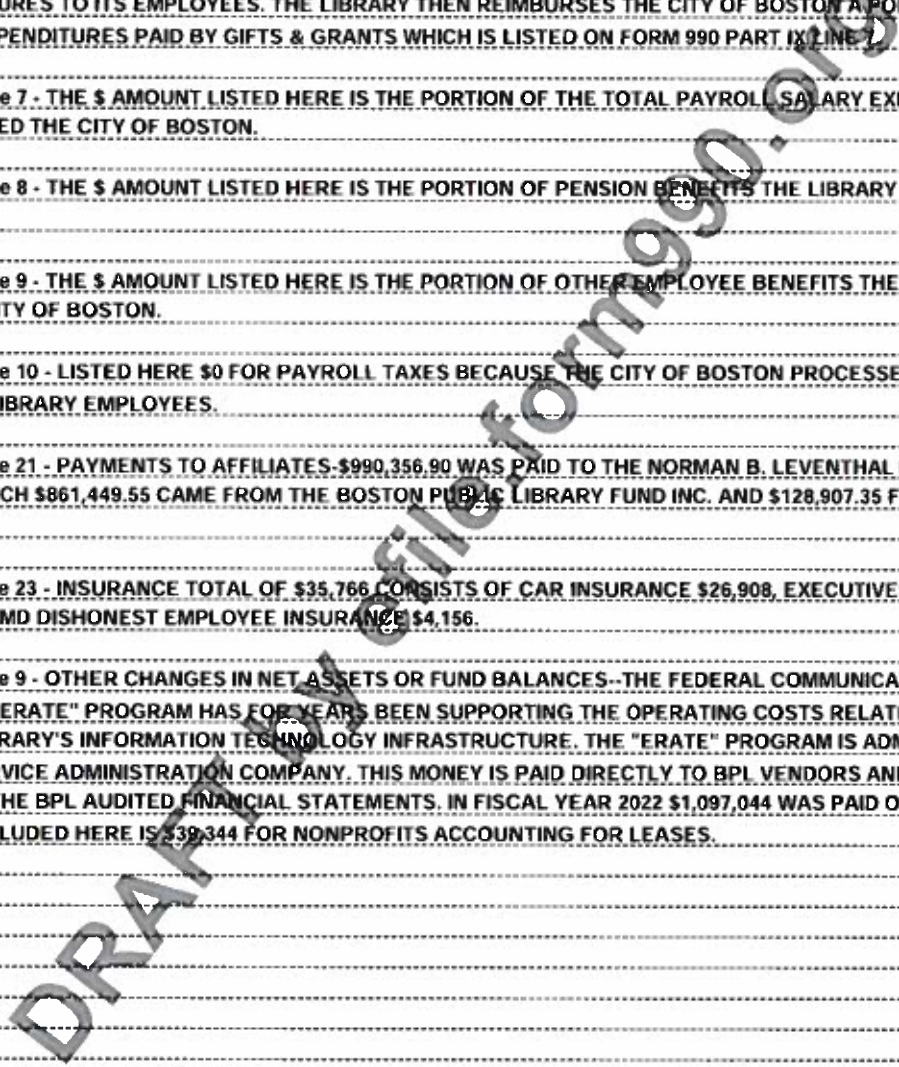 URES TO ITS EMPLOYEES. THE LIBRARY THEN REIMBURSES THE CITY OF BOSTON A
PENDITURES PAID BY GIFTS & GRANTS WHICH IS LISTED ON FORM 990 PART IX LINE 7.
e 7 - THE $ AMOUNT LISTED HERE IS THE PORTION OF THE TOTAL PAYROLL SALARY EX
ED THE CITY OF BOSTON.
e 8 - THE $ AMOUNT LISTED HERE IS THE PORTION OF PENSION BENEFITS THE LIBRARY
e 9 - THE $ AMOUNT LISTED HERE IS THE PORTION OF OTHER EMPLOYEE BENEFITS THE
TY OF BOSTON.
e 10 - LISTED HERE $0 FOR PAYROLL TAXES BECAUSE THE CITY OF BOSTON PROCESSE
IBRARY EMPLOYEES.
e 21 - PAYMENTS TO AFFILIATES-$990,356.90 WAS PAID TO THE NORMAN B. LEVENTHAL
CH $861,449.55 CAME FROM THE BOSTON PUBLIC LIBRARY FUND INC. AND $128,907.35 F
e 23 - INSURANCE TOTAL OF $35,766 CONSISTS OF CAR INSURANCE $26,908, EXECUTIVE
MD DISHONEST EMPLOYEE INSURANCE $4,156.
e 9 - OTHER CHANGES IN NET ASSETS OR FUND BALANCES--THE FEDERAL COMMUNICA
ERATE" PROGRAM HAS FOR YEARS BEEN SUPPORTING THE OPERATING COSTS RELATI
RARY'S INFORMATION TECHNOLOGY INFRASTRUCTURE. THE "ERATE" PROGRAM IS ADM
VICE ADMINISTRATION COMPANY. THIS MONEY IS PAID DIRECTLY TO BPL VENDORS AN
HE BPL AUDITED FINANCIAL STATEMENTS. IN FISCAL YEAR 2022 $1,097,044 WAS PAID O
LUDED HERE IS $39,344 FOR NONPROFITS ACCOUNTING FOR LEASES.
DRAFT by efile.form990.org